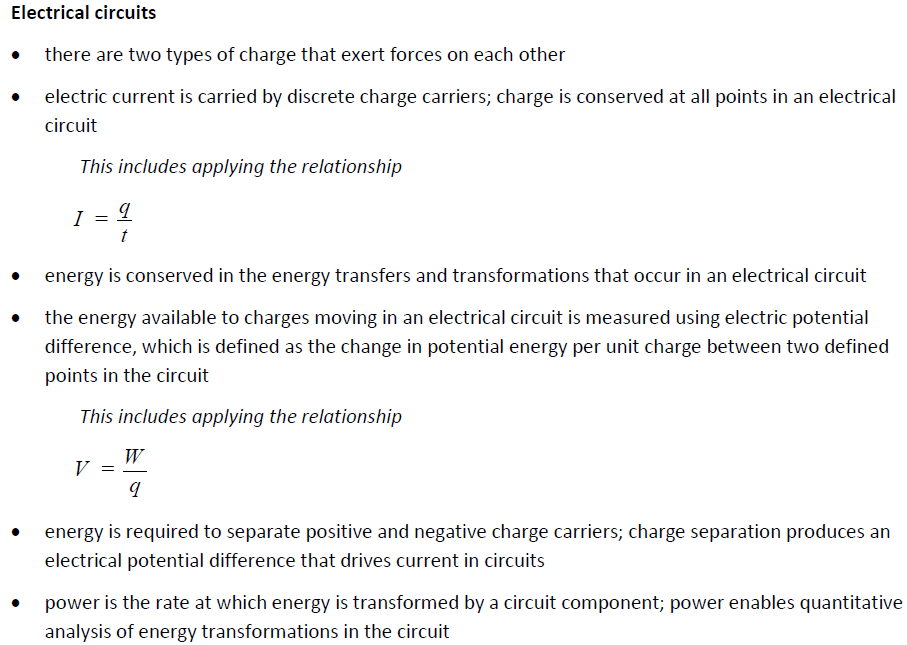 Electrical circuits
• there are two types of charge that exert forces on each other
• electric current is carried by discrete charge carriers; charge is conserved at all points in an electrical
circuit
This includes applying the relationship
I = q/t
• energy is conserved in the energy transfers and transformations that occur in an electrical circuit
• the energy available to charges moving in an electrical circuit is measured using electric potential
difference, which is defined as the change in potential energy per unit charge between two defined
points in the circuit
This includes applying the relationship
V = W/q
• energy is required to separate positive and negative charge carriers; charge separation produces an
electrical potential difference that drives current in circuits
• power is the rate at which energy is transformed by a circuit component; power enables quantitative
analysis of energy transformations in the circuit